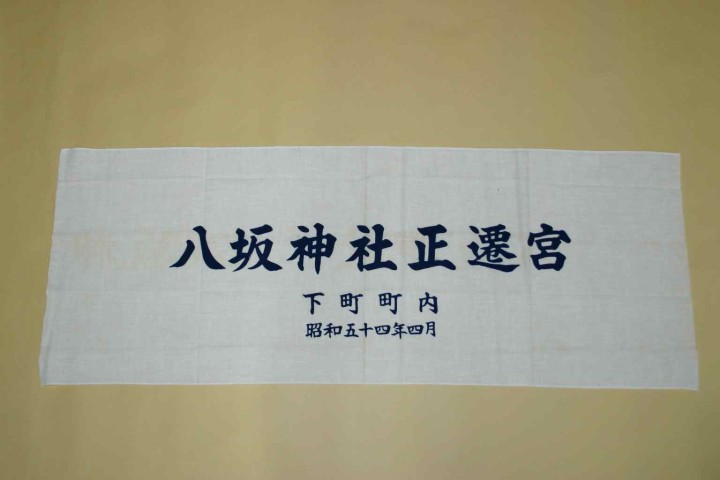 八坂神社正遷宮
下町町内
昭和五十四年四月